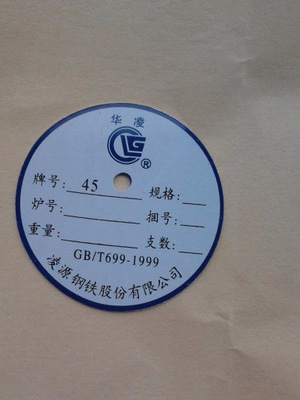 华凌
LG
®
牌号: 45 规格:
炉号: 捆号:
重量: 支数:
GB/T699-1999
凌源钢铁股份有限公司